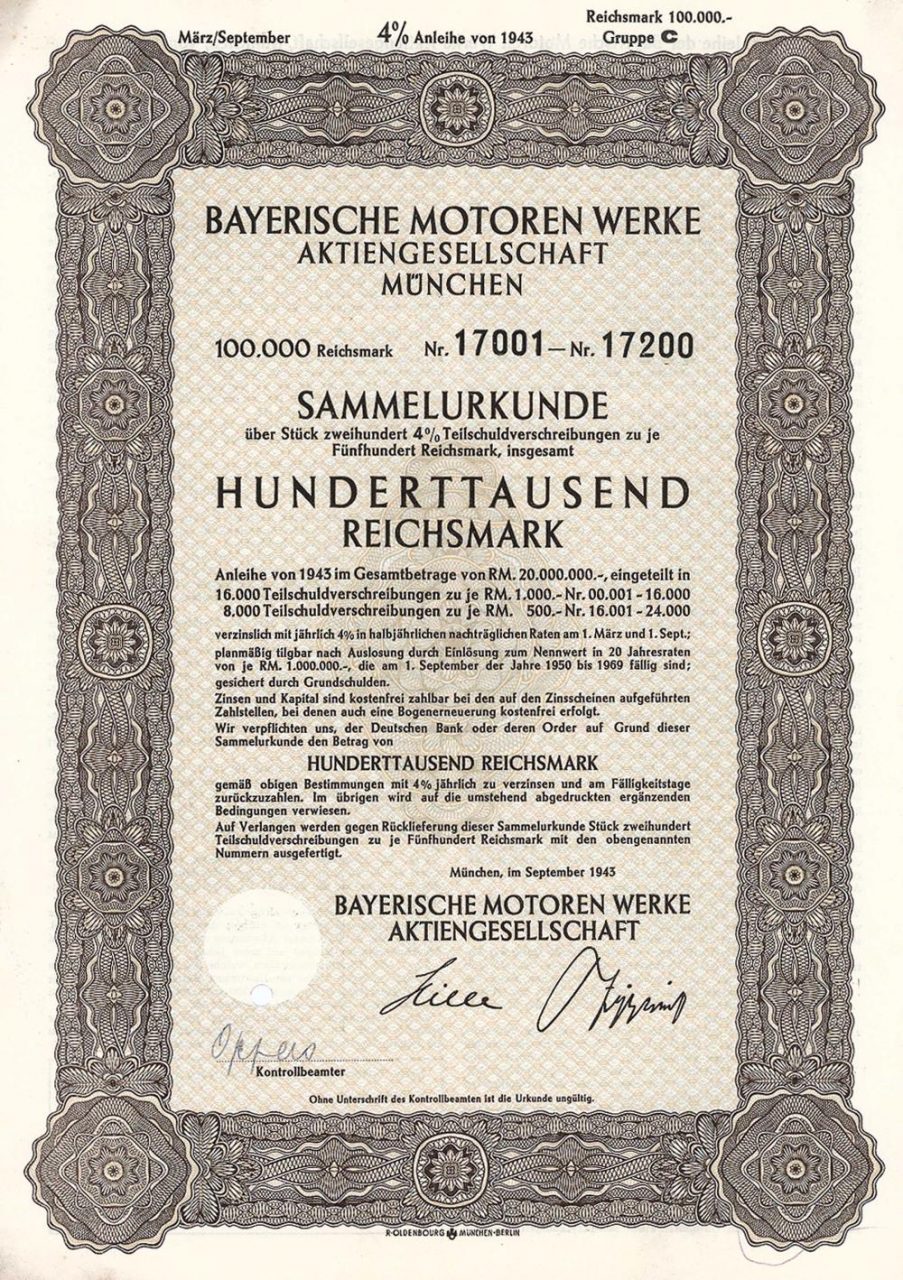 März/September
4% Anleihe von 1943
Reichsmark 100.000.-
Gruppe C
BAYERISCHE MOTOREN WERKE
AKTIENGESELLSCHAFT
MÜNCHEN
100.000 Reichsmark Nr. 17001 – Nr. 17200
SAMMELURKUNDE
über Stück zweihundert 4% Teilschuldverschreibungen zu je
Fünfhundert Reichsmark, insgesamt
HUNDERTTAUSEND
REICHSMARK
Anleihe von 1943 im Gesamtbetrage von RM. 20.000.000.-, eingeteilt in
16.000 Teilschuldverschreibungen zu je RM. 1.000.- Nr. 00.001 - 16.000
8.000 Teilschuldverschreibungen zu je RM. 500.- Nr. 16.001 - 24.000
verzinslich mit jährlich 4% in halbjährlichen nachträglichen Raten am 1. März und 1. Sept.;
planmäßig tilgbar nach Auslosung durch Einlösung zum Nennwert in 20 Jahresraten
von je RM. 1.000.000.-, die am 1. September der Jahre 1950 bis 1969 fällig sind;
gesichert durch Grundschulden.
Zinsen und Kapital sind kostenfrei zahlbar bei den auf den Zinsscheinen aufgeführten
Zahlstellen, bei denen auch eine Bogenerneuerung kostenfrei erfolgt.
Wir verpflichten uns, der Deutschen Bank oder deren Order auf Grund dieser
Sammelurkunde den Betrag von
HUNDERTTAUSEND REICHSMARK
gemäß obigen Bestimmungen mit 4% jährlich zu verzinsen und am Fälligkeitstage
zurückzuzahlen. Im übrigen wird auf die umstehend abgedruckten ergänzenden
Bedingungen verwiesen.
Auf Verlangen werden gegen Rücklieferung dieser Sammelurkunde Stück zweihundert
Teilschuldverschreibungen zu je Fünfhundert Reichsmark mit den obengenannten
Nummern ausgefertigt.
München, im September 1943
BAYERISCHE MOTOREN WERKE
AKTIENGESELLSCHAFT
Hille
Kontrollbeamter
Ohne Unterschrift des Kontrollbeamten ist die Urkunde ungültig.
R·OLDENBOURG MÜNCHEN·BERLIN